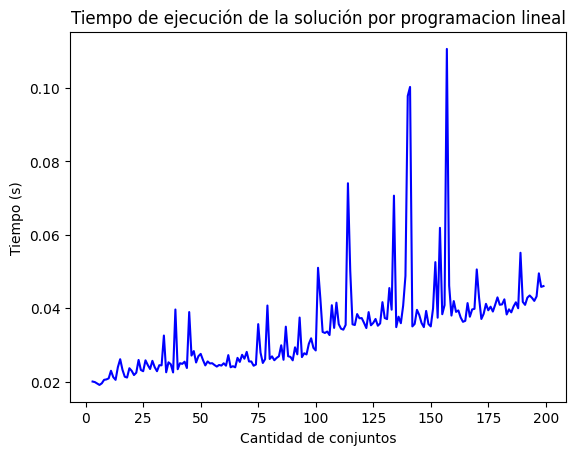 Tiempo de ejecución de la solución por programacion lineal
0.10
0.08
0.06
0.04
0.02
Tiempo (s)
0 25 50 75 100 125 150 175 200
Cantidad de conjuntos